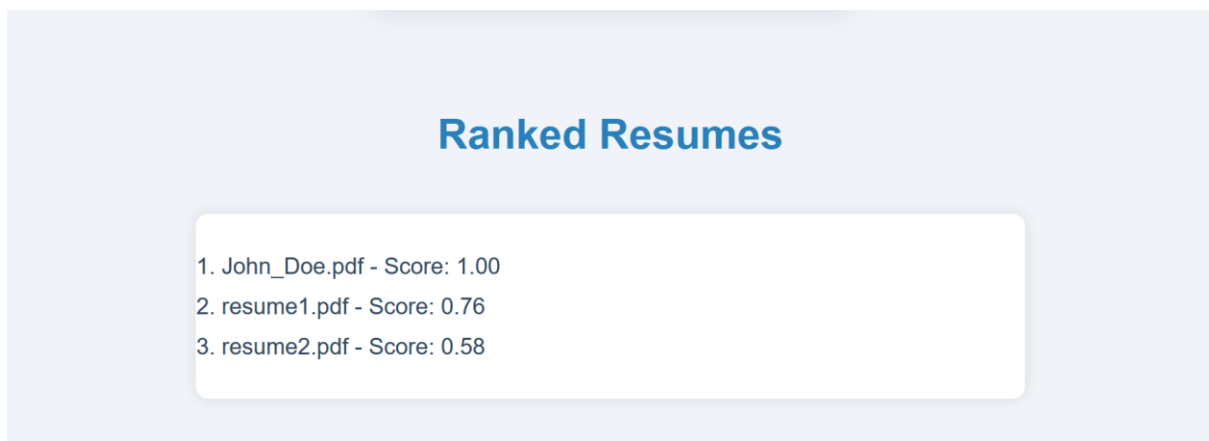 Ranked Resumes
1. John_Doe.pdf - Score: 1.00
2. resume1.pdf - Score: 0.76
3. resume2.pdf - Score: 0.58